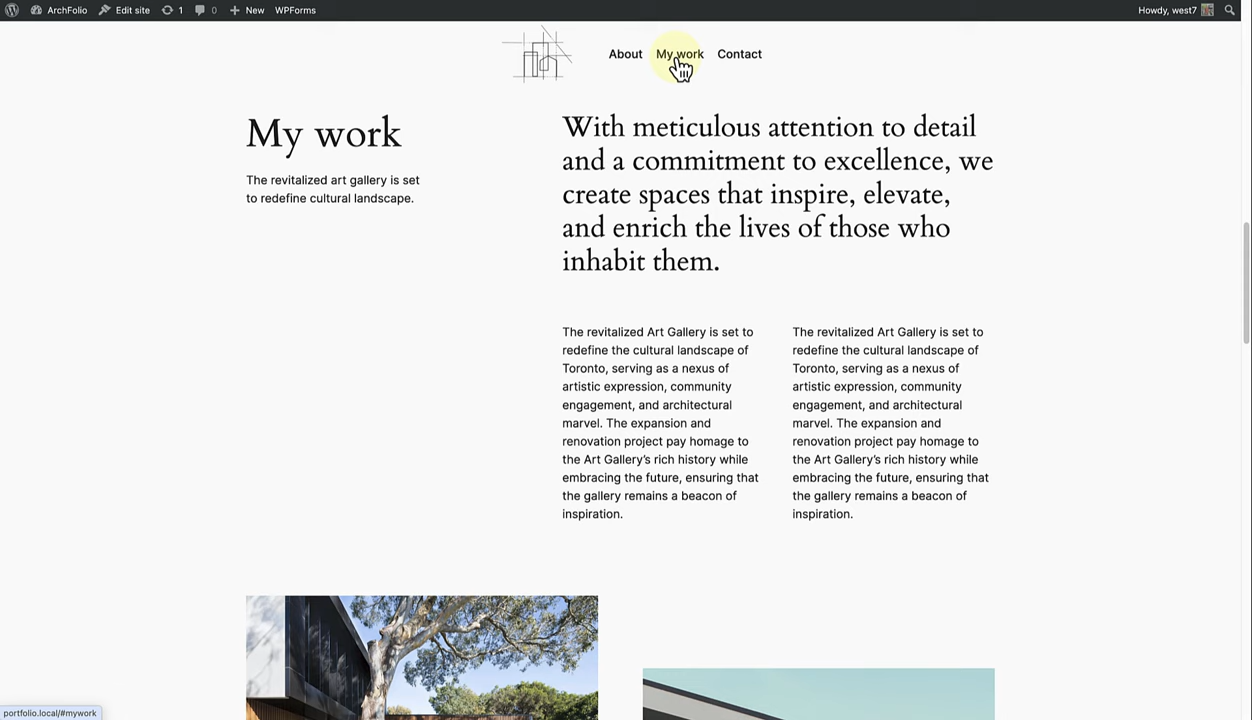 ArchFolio Edit site 1 0 New WPForms Howdy, west7
About My work Contact
My work
The revitalized art gallery is set
to redefine cultural landscape.
With meticulous attention to detail
and a commitment to excellence, we
create spaces that inspire, elevate,
and enrich the lives of those who
inhabit them.
The revitalized Art Gallery is set to
redefine the cultural landscape of
Toronto, serving as a nexus of
artistic expression, community
engagement, and architectural
marvel. The expansion and
renovation project pay homage to
the Art Gallery’s rich history while
embracing the future, ensuring that
the gallery remains a beacon of
inspiration.
The revitalized Art Gallery is set to
redefine the cultural landscape of
Toronto, serving as a nexus of
artistic expression, community
engagement, and architectural
marvel. The expansion and
renovation project pay homage to
the Art Gallery’s rich history while
embracing the future, ensuring that
the gallery remains a beacon of
inspiration.
portfolio.local/#mywork